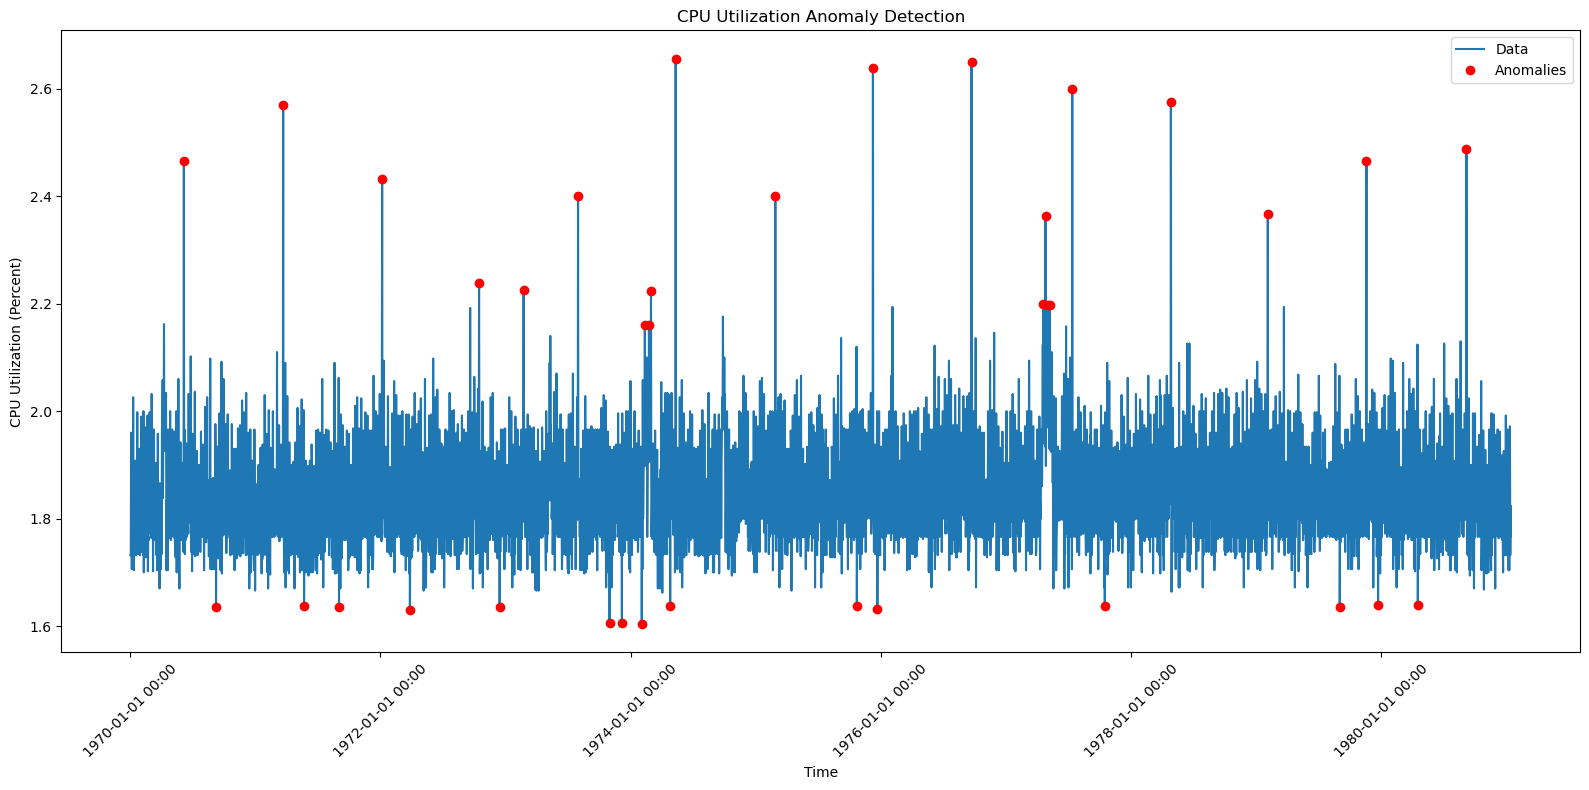 CPU Utilization Anomaly Detection
Data
Anomalies
CPU Utilization (Percent)
2.6
2.4
2.2
2.0
1.8
1.6
1970-01-01 00:00
1972-01-01 00:00
1974-01-01 00:00
1976-01-01 00:00
1978-01-01 00:00
1980-01-01 00:00
Time